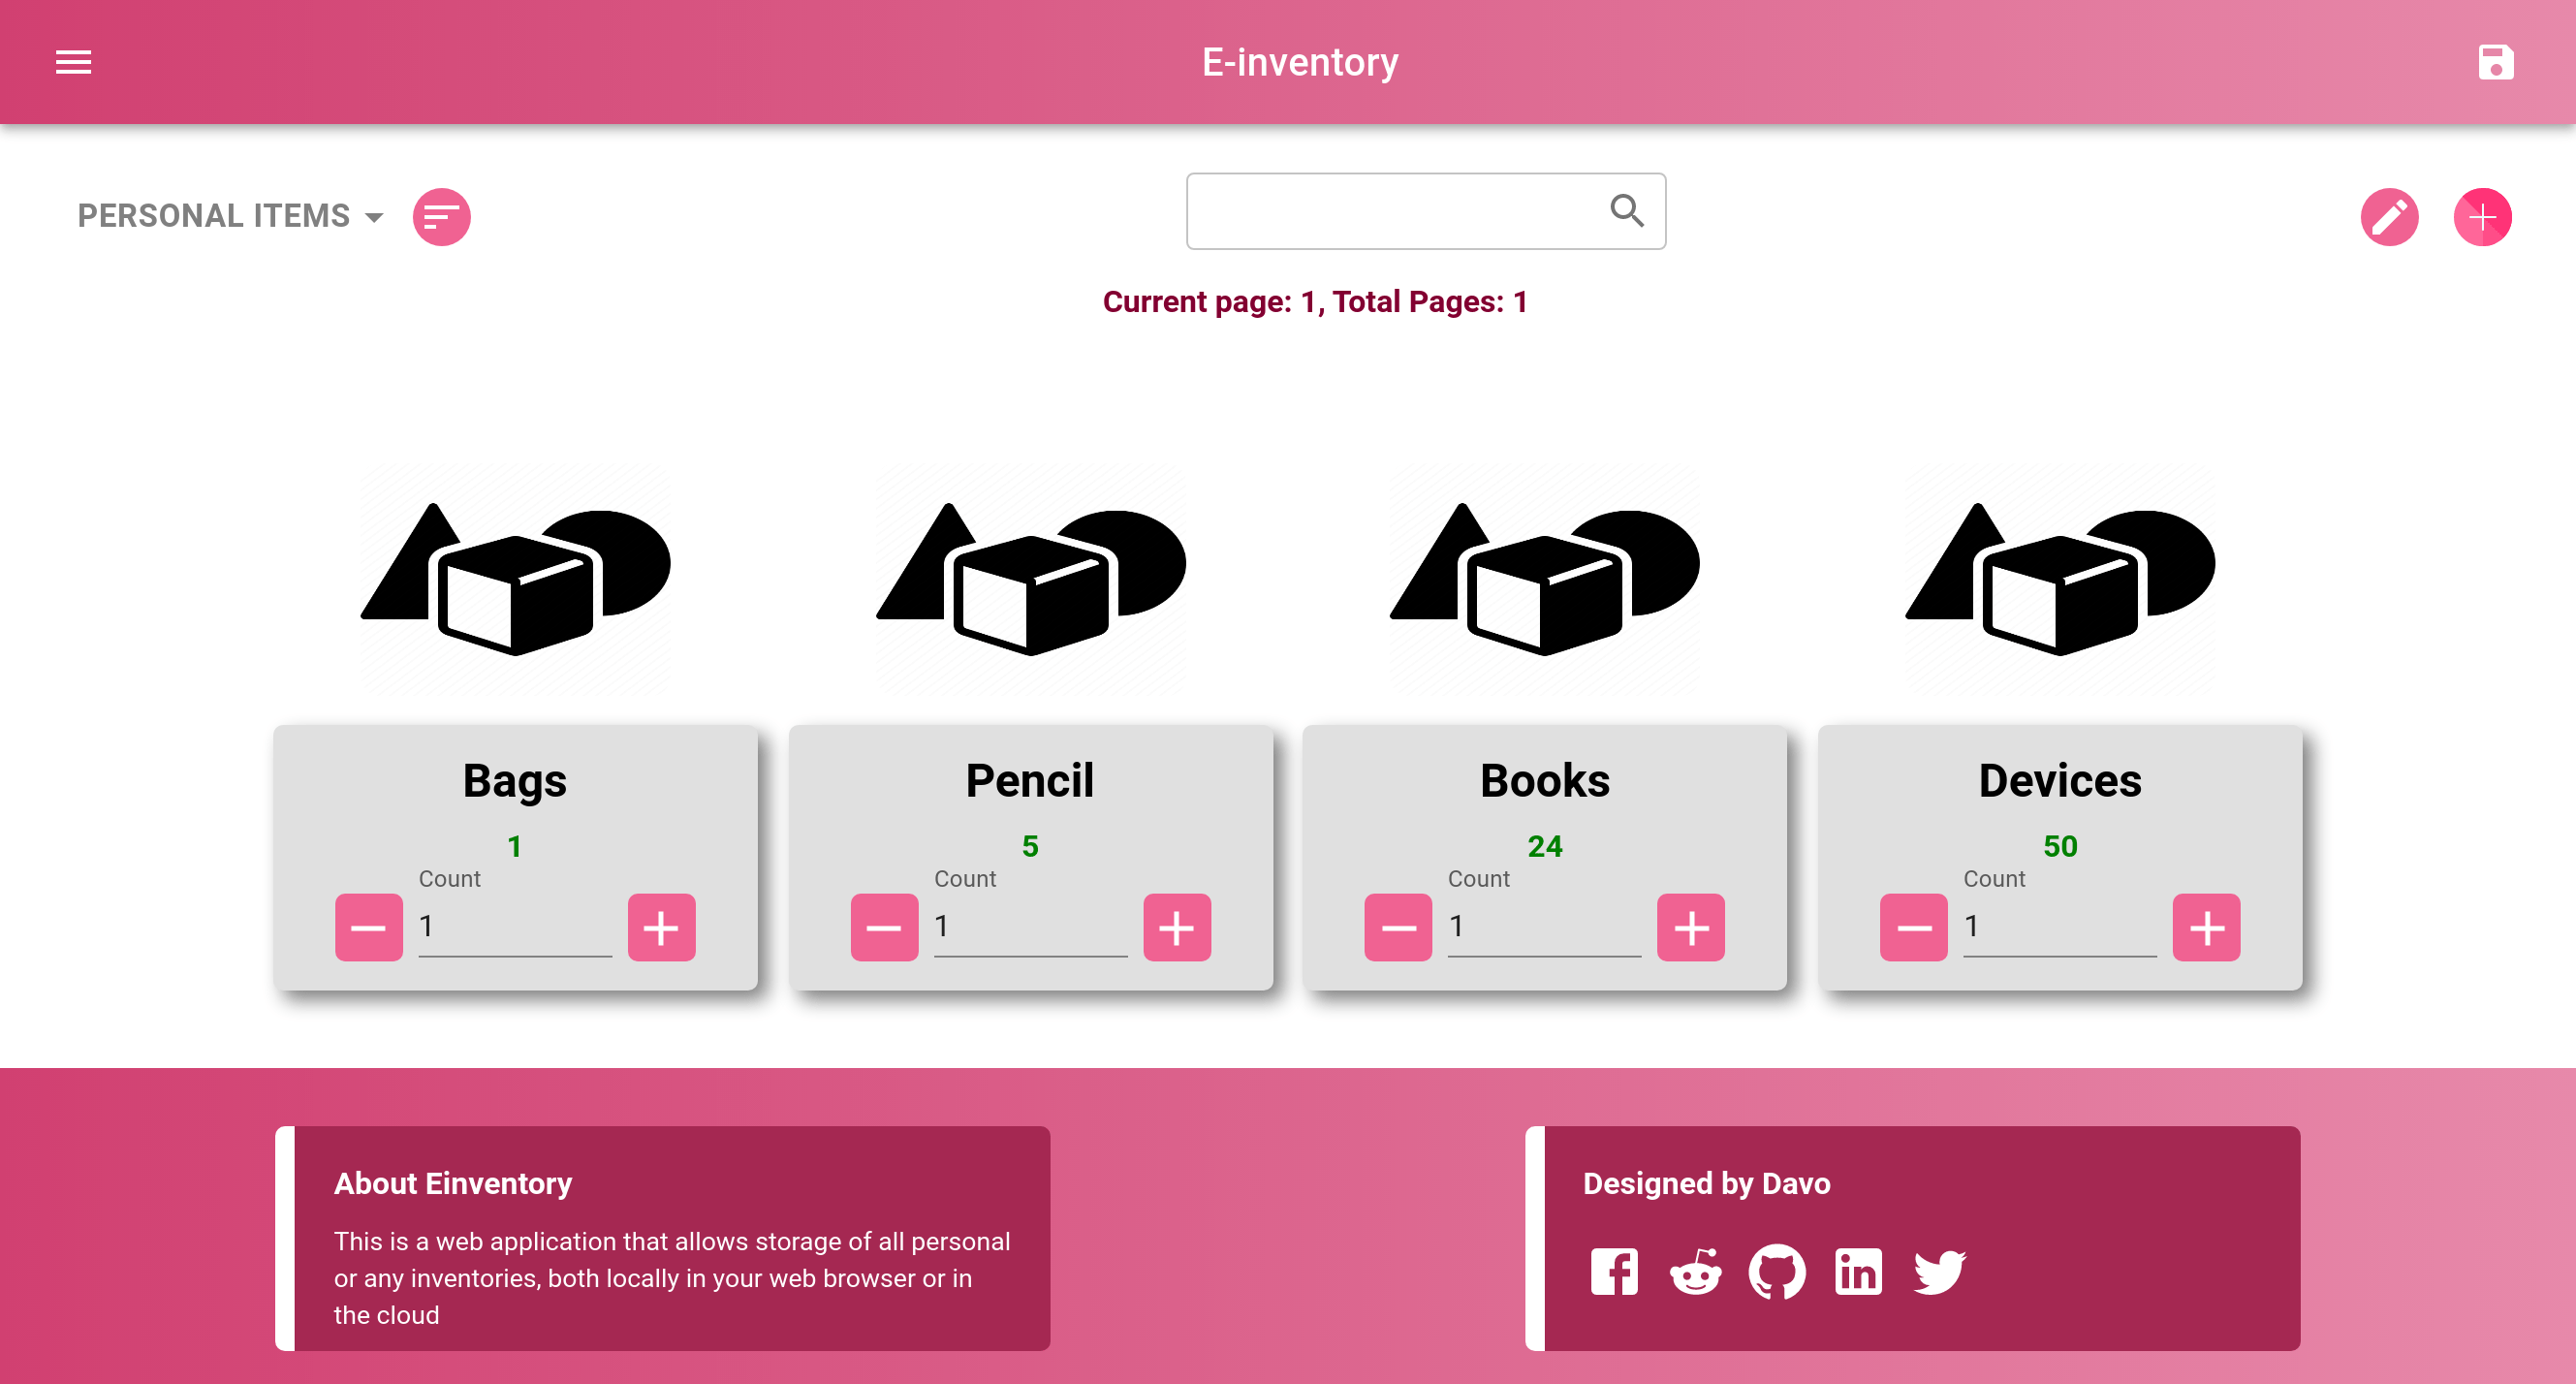 E-inventory
PERSONAL ITEMS
Current page: 1, Total Pages: 1
Bags
1
Count
1
Pencil
5
Count
1
Books
24
Count
1
Devices
50
Count
1
About Einventory
This is a web application that allows storage of all personal
or any inventories, both locally in your web browser or in
the cloud
Designed by Davo